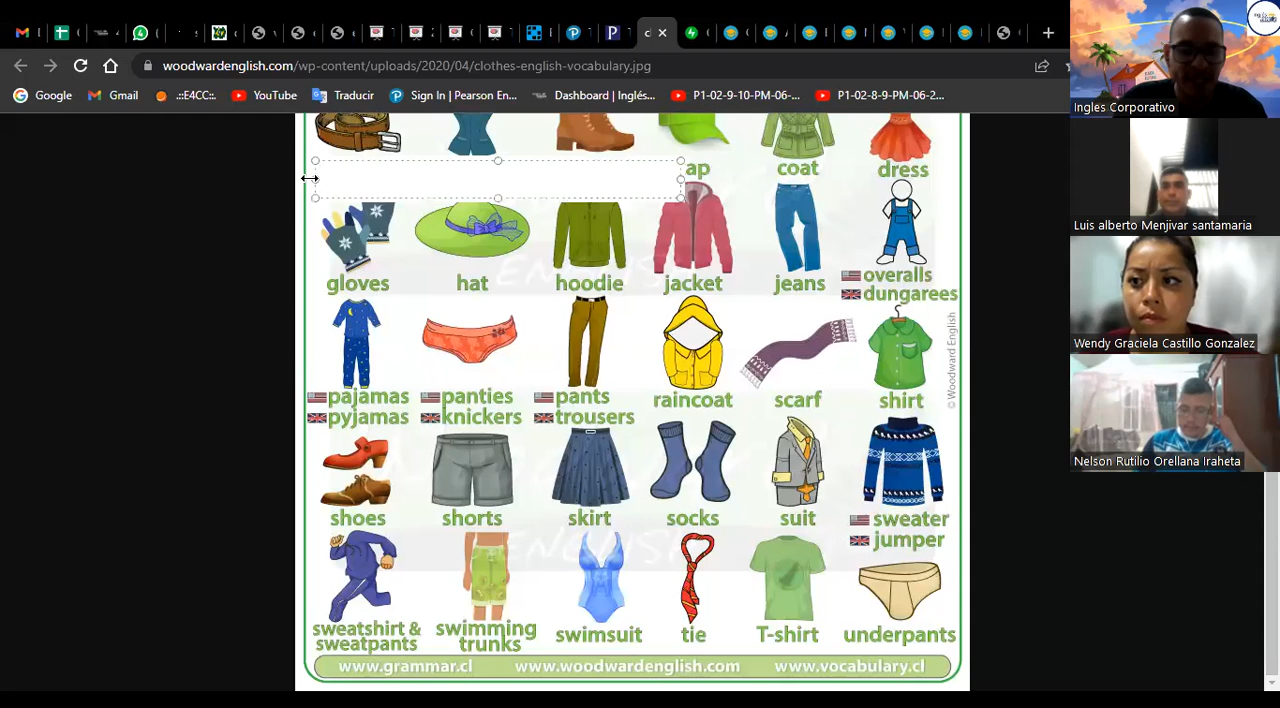 woodwardenglish.com/wp-content/uploads/2020/04/clothes-english-vocabulary.jpg
Google Gmail .::E4CC::. YouTube Traducir Sign In | Pearson En... Dashboard | Inglés... P1-02-9-10-PM-06-... P1-02-8-9-PM-06-2...
Ingles Corporativo
Luis alberto Menjivar santamaria
Wendy Graciela Castillo Gonzalez
Nelson Rutilio Orellana Iraheta
ap coat dress
gloves hat hoodie jacket jeans overalls
dungarees
pajamas panties pants raincoat scarf shirt
pyjamas knickers trousers
© Woodward English
shoes shorts skirt socks suit sweater
jumper
sweatshirt & swimming swimsuit tie T-shirt underpants
sweatpants trunks
www.grammar.cl www.woodwardenglish.com www.vocabulary.cl